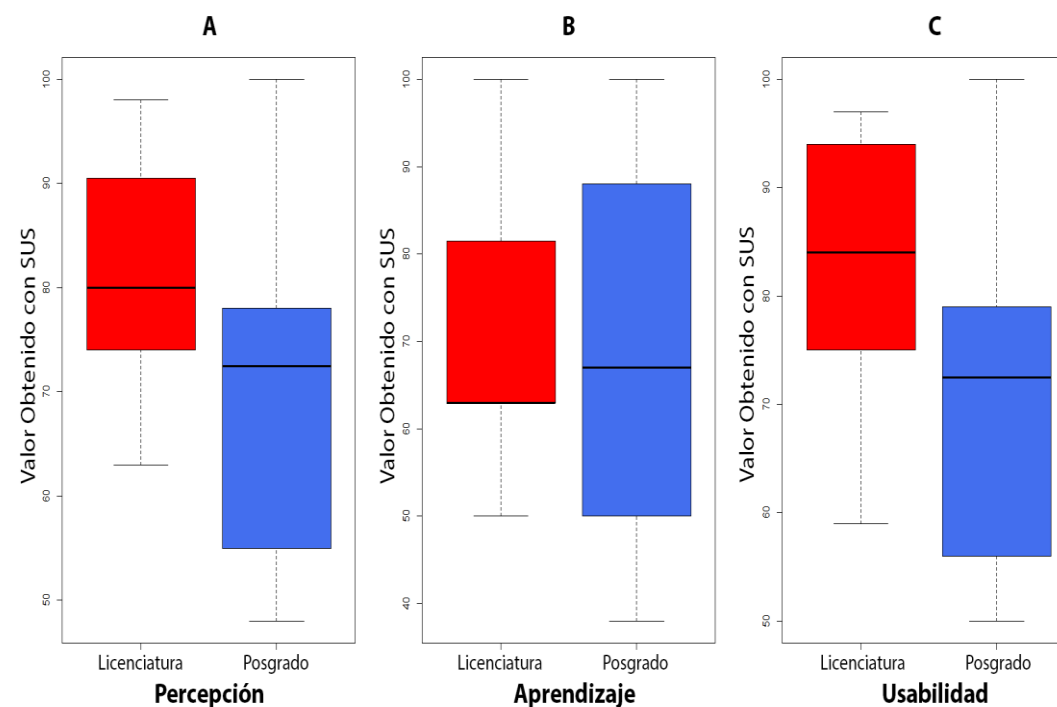 A
Valor Obtenido con SUS
100
90
80
70
60
50
Licenciatura
Posgrado
Percepción
B
Valor Obtenido con SUS
100
90
80
70
60
50
40
Licenciatura
Posgrado
Aprendizaje
C
Valor Obtenido con SUS
100
90
80
70
60
50
Licenciatura
Posgrado
Usabilidad